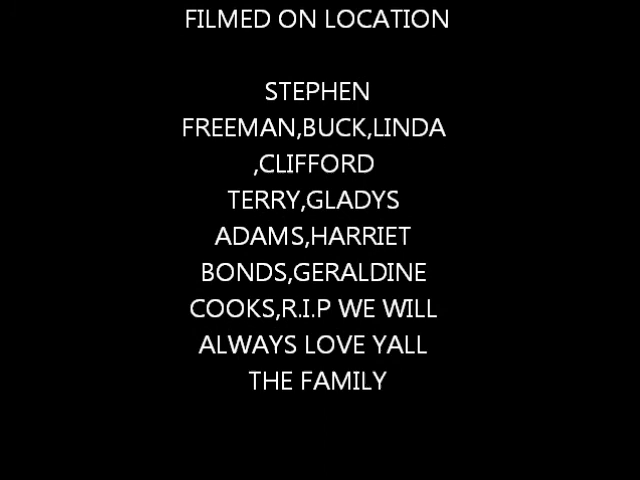 FILMED ON LOCATION
STEPHEN
FREEMAN,BUCK,LINDA
,CLIFFORD
TERRY,GLADYS
ADAMS,HARRIET
BONDS,GERALDINE
COOKS,R.I.P WE WILL
ALWAYS LOVE YALL
THE FAMILY